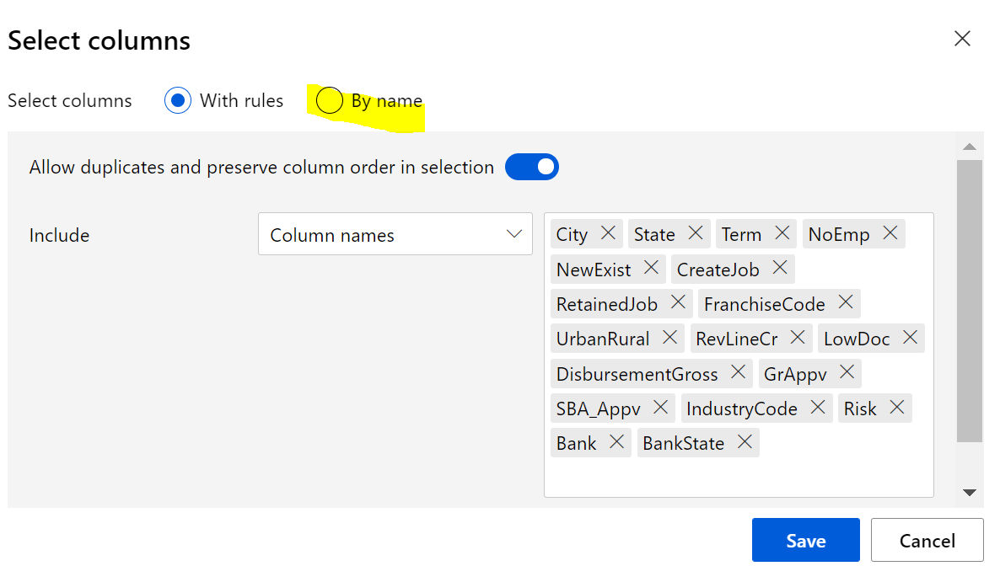 Select columns
Select columns With rules By name
Allow duplicates and preserve column order in selection
Include Column names City State Term NoEmp
NewExist CreateJob
RetainedJob FranchiseCode
UrbanRural RevLineCr LowDoc
DisbursementGross GrAppv
SBA_Appv IndustryCode Risk
Bank BankState
Save Cancel